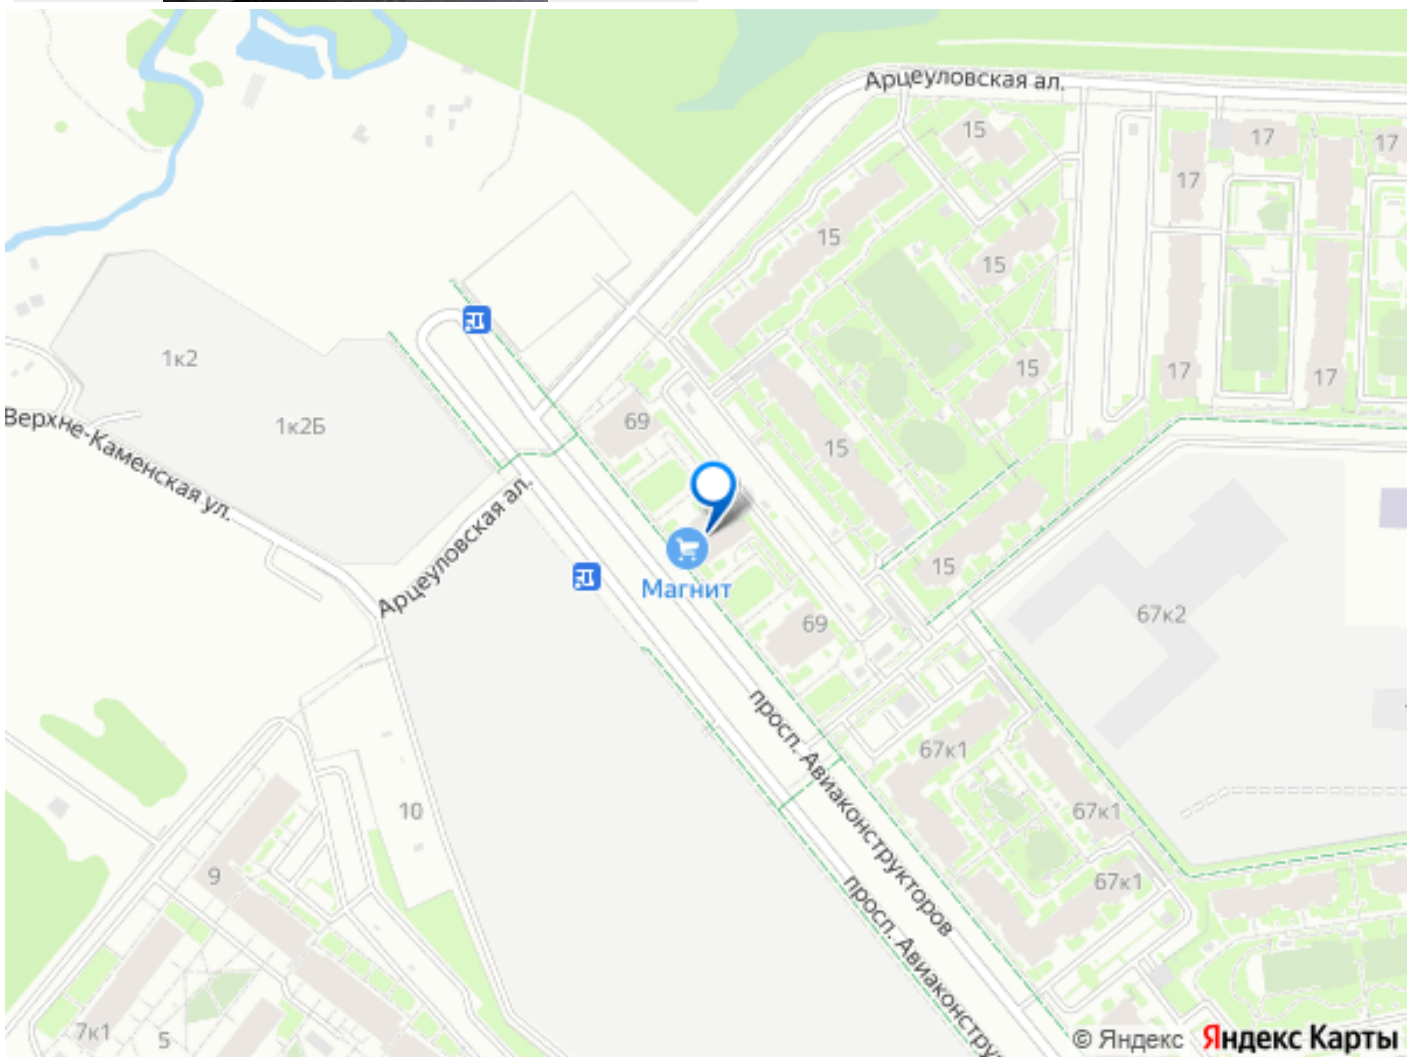 Арцеуловская ал.
15
17
17
17
15
15
15
17
17
1к2
1к2Б
69
15
Верхне-Каменская ул.
Арцеуловская ал.
Магнит
15
67к2
69
просп. Авиаконструкторов
67к1
67к1
67к1
10
9
просп. Авиаконстру
7к1
5
© Яндекс Яндекс Карты